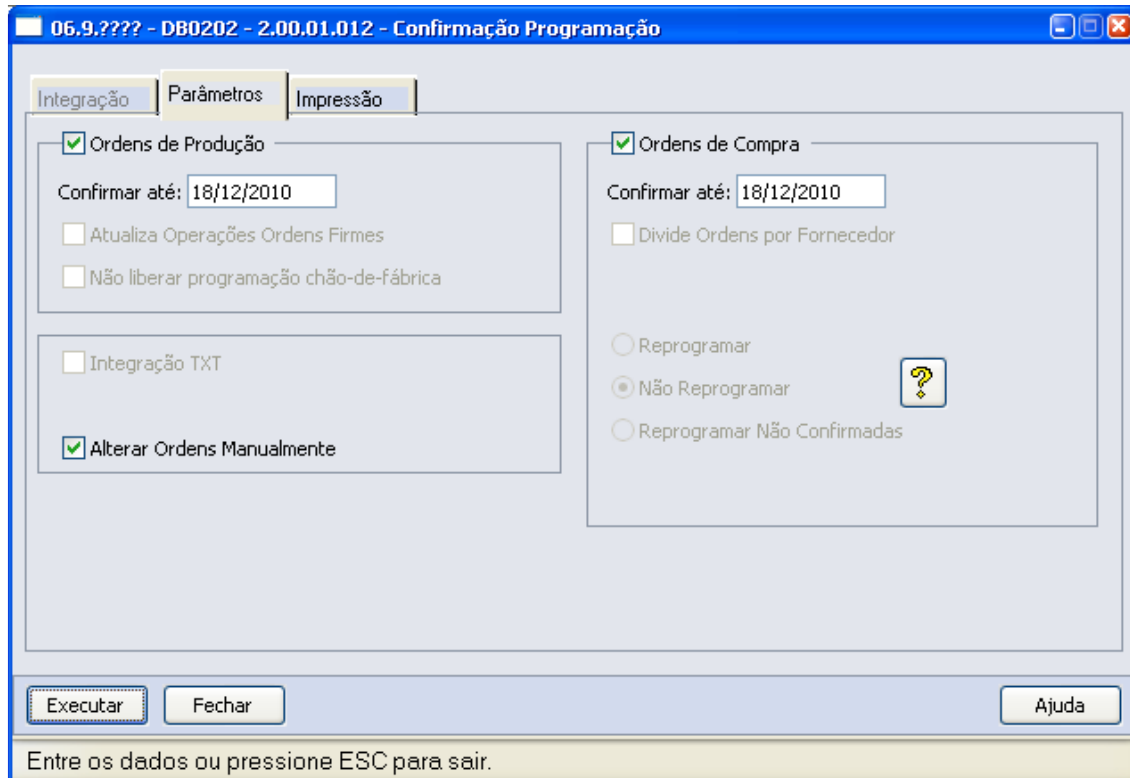 06.9.???? - DB0202 - 2.00.01.012 - Confirmação Programação
Integração Parâmetros Impressão
Ordens de Produção
Confirmar até: 18/12/2010
Atualiza Operações Ordens Firmes
Não liberar programação chão-de-fábrica
Integração TXT
Alterar Ordens Manualmente
Ordens de Compra
Confirmar até: 18/12/2010
Divide Ordens por Fornecedor
Reprogramar
Não Reprogramar
?
Reprogramar Não Confirmadas
Executar Fechar Ajuda
Entre os dados ou pressione ESC para sair.